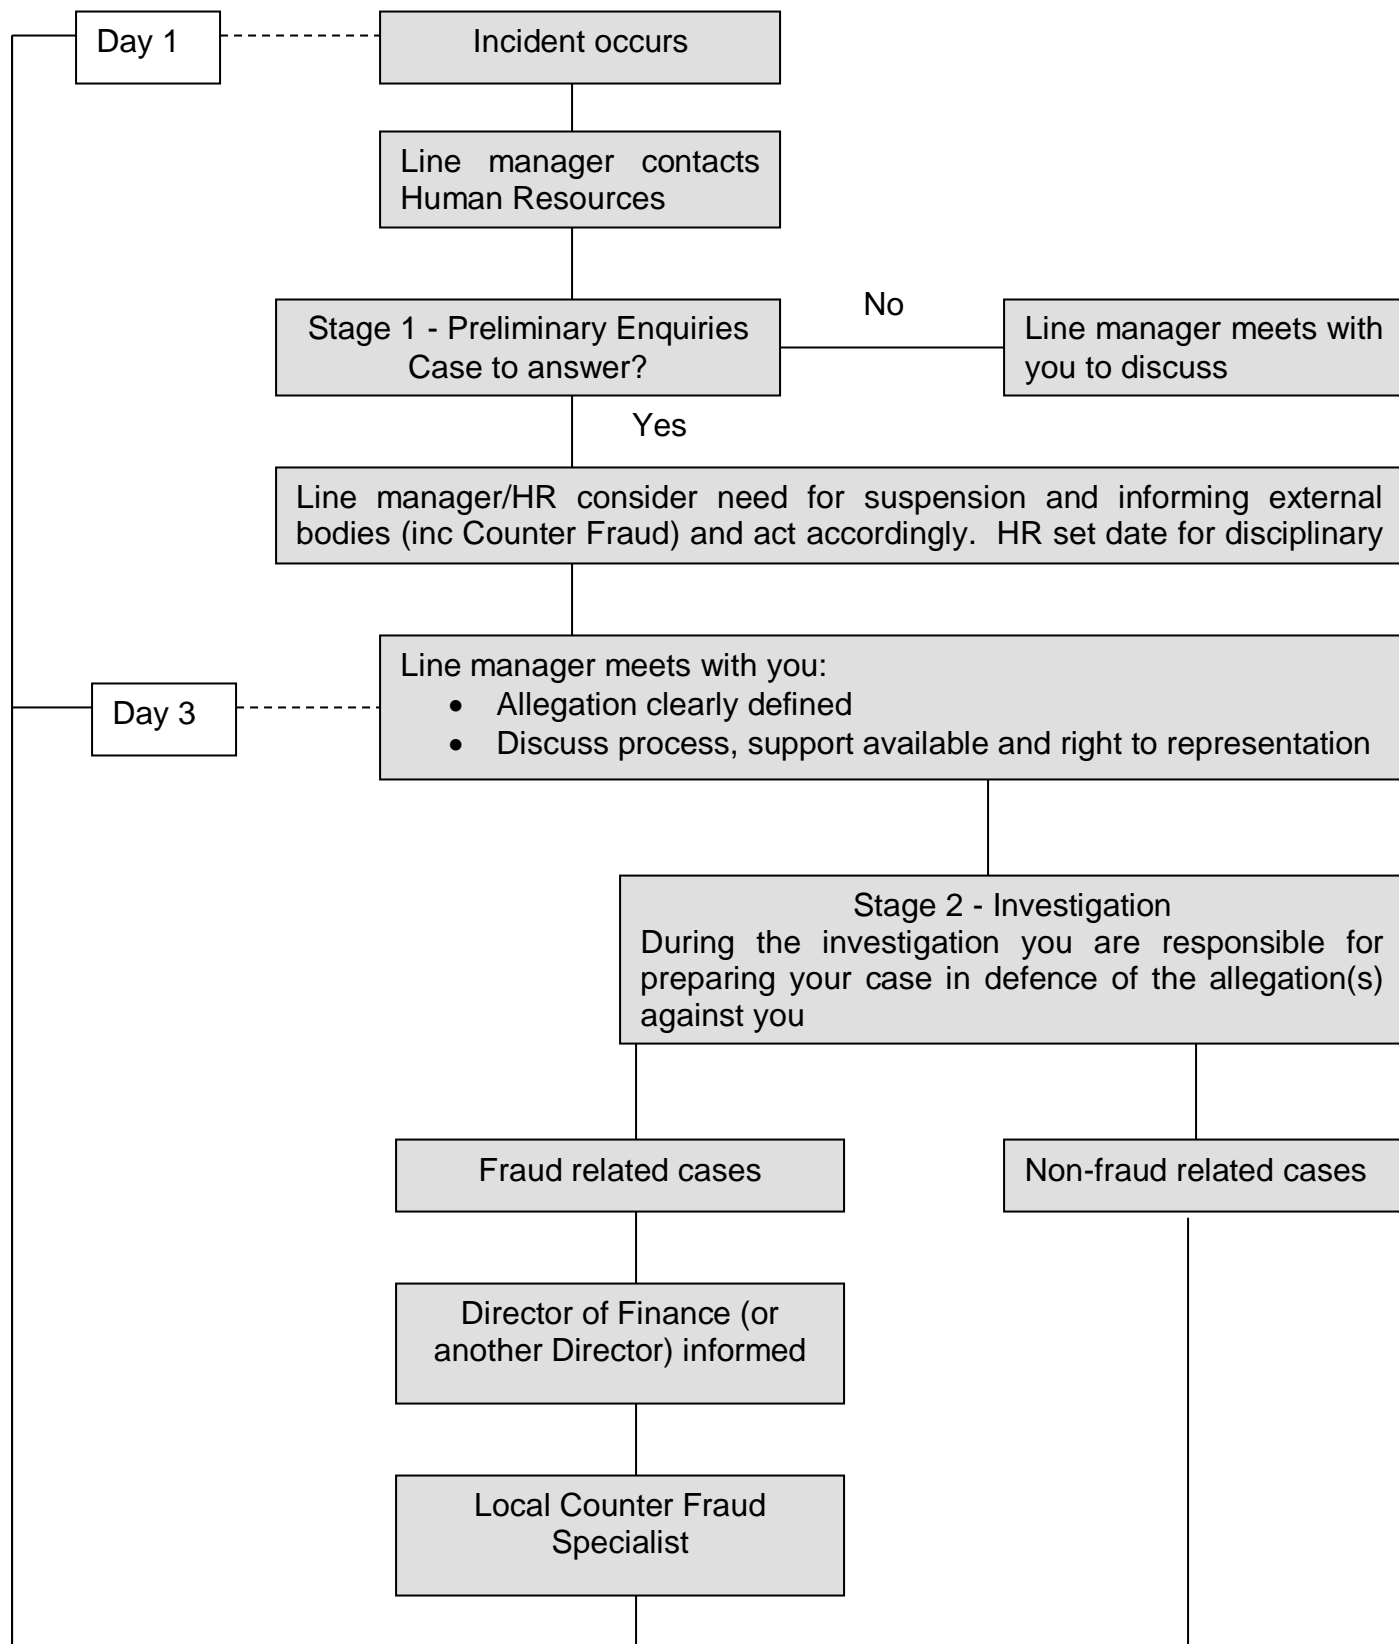 Day 1
Incident occurs
Line manager contacts
Human Resources
Stage 1 - Preliminary Enquiries
Case to answer?
No
Line manager meets with
you to discuss
Yes
Line manager/HR consider need for suspension and informing external
bodies (inc Counter Fraud) and act accordingly. HR set date for disciplinary
Day 3
Line manager meets with you:
• Allegation clearly defined
• Discuss process, support available and right to representation
Stage 2 - Investigation
During the investigation you are responsible for
preparing your case in defence of the allegation(s)
against you
Fraud related cases
Non-fraud related cases
Director of Finance (or
another Director) informed
Local Counter Fraud
Specialist